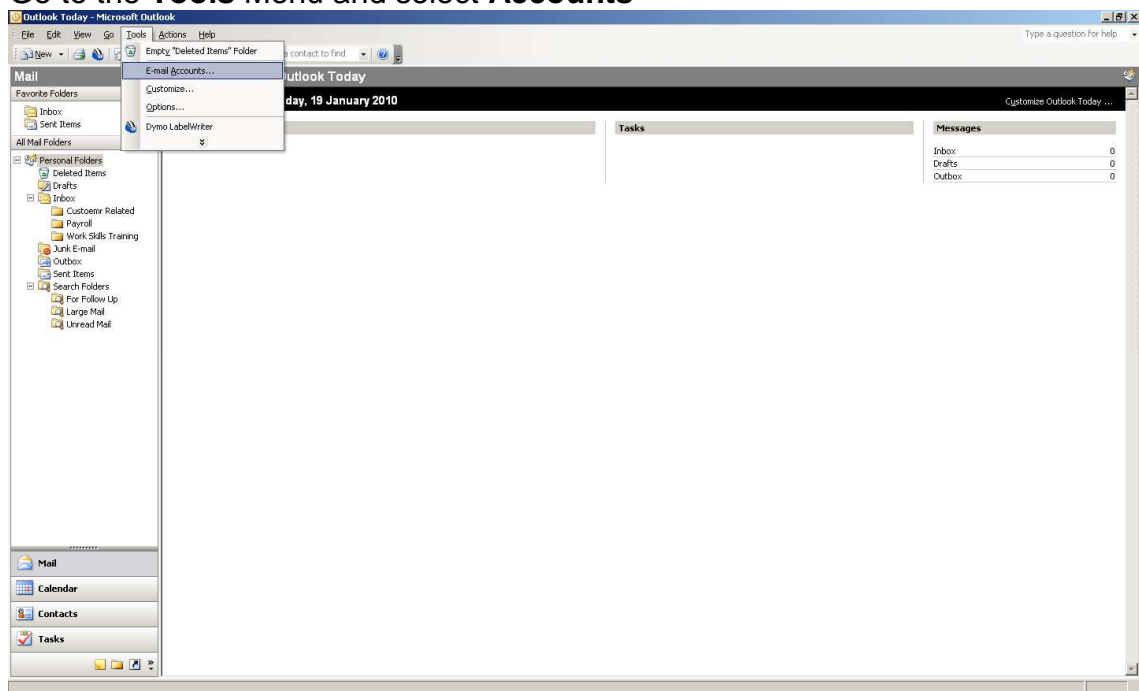 Go to the Tools Menu and select Accounts
Outlook Today - Microsoft Outlook
File Edit View Go Tools Actions Help
Type a question for help
New
a contact to find
Empty "Deleted Items" Folder
E-mail Accounts...
Customize...
Options...
Dymo LabelWriter
Mail
Outlook Today
Favorite Folders
Inbox
Sent Items
All Mail Folders
Personal Folders
Deleted Items
Drafts
Inbox
Custoemr Related
Payroll
Work Skills Training
Junk E-mail
Outbox
Sent Items
Search Folders
For Follow Up
Large Mail
Unread Mail
day, 19 January 2010
Customize Outlook Today ...
Tasks
Messages
Inbox 0
Drafts 0
Outbox 0
Mail
Calendar
Contacts
Tasks